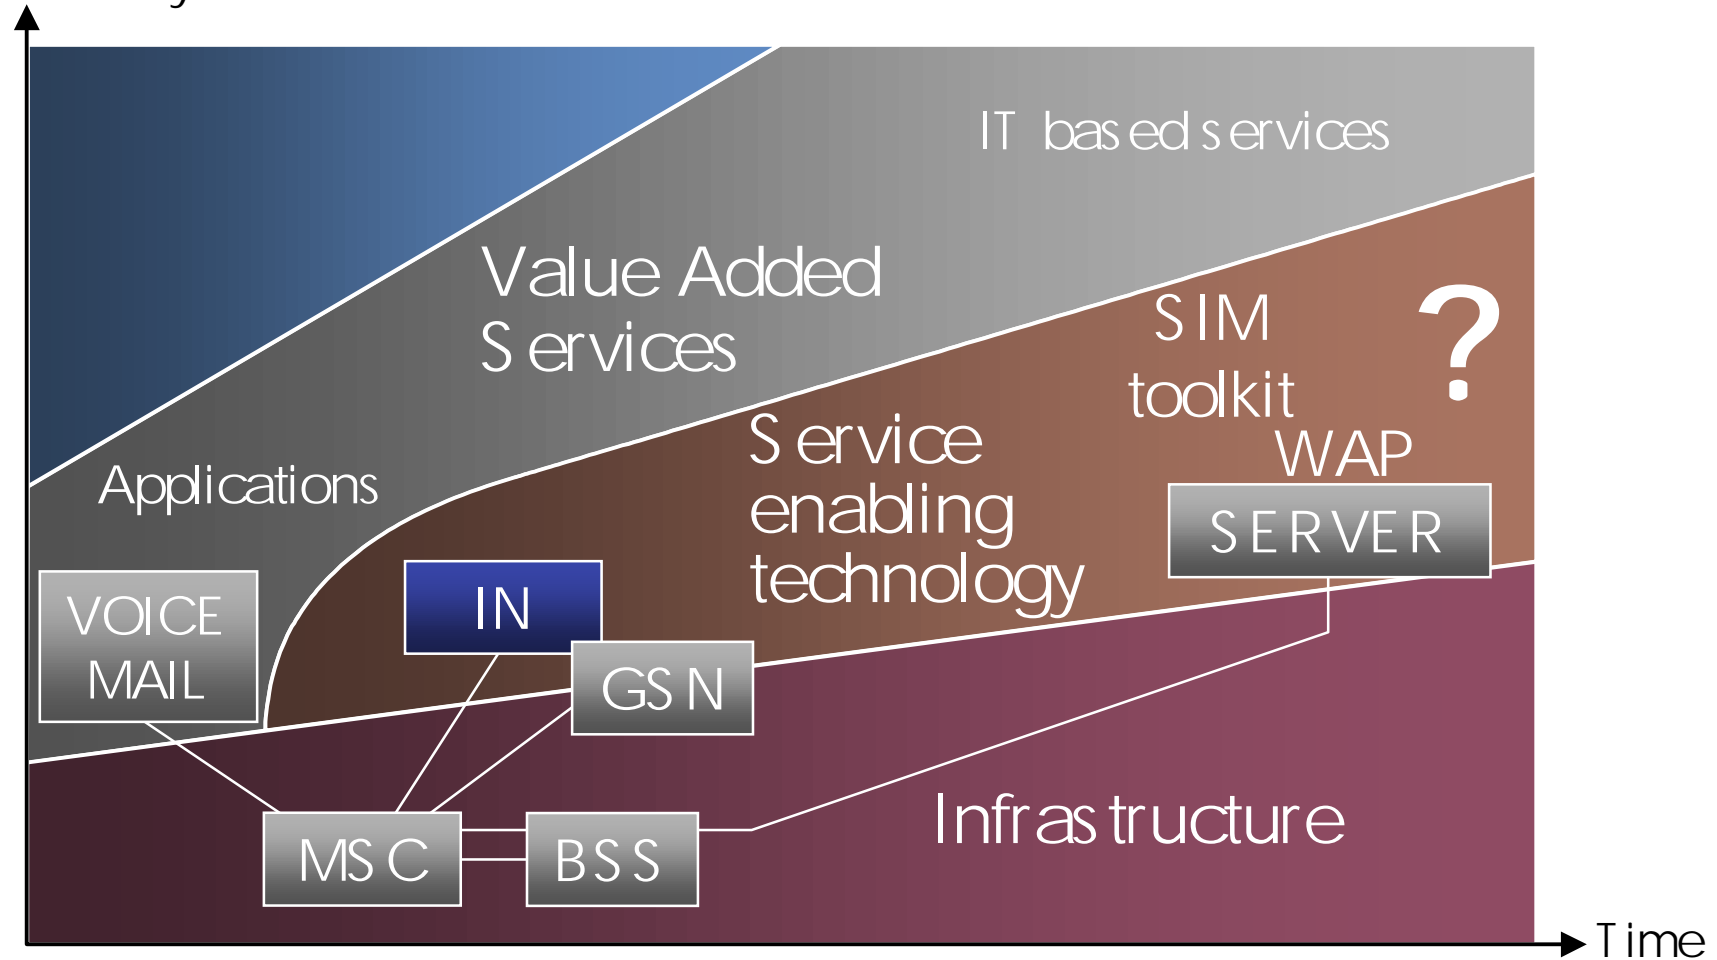 IT based services
Value Added
Services
SIM
toolkit
?
Service
enabling
technology
WAP
SERVER
Applications
IN
VOICE
MAIL
GSN
Infrastructure
MSC
BSS
Time